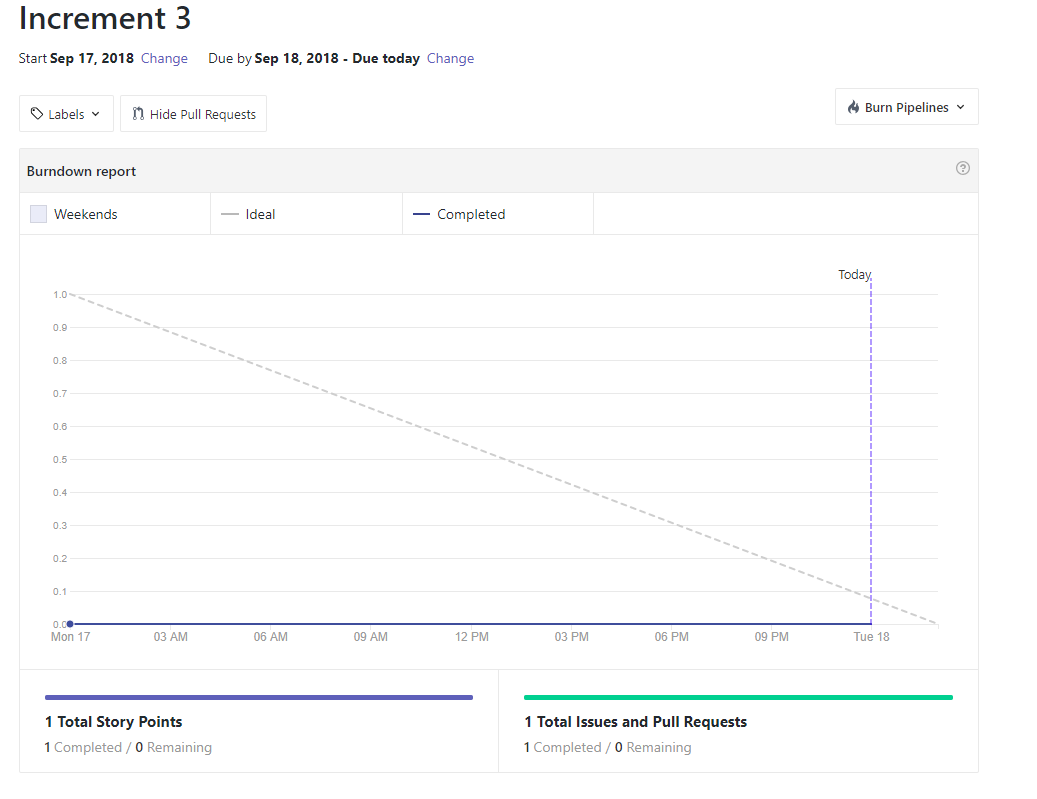 Increment 3
Start Sep 17, 2018 Change Due by Sep 18, 2018 - Due today Change
Labels Hide Pull Requests Burn Pipelines
Burndown report
Weekends Ideal Completed
Today
1.0
0.9
0.8
0.7
0.6
0.5
0.4
0.3
0.2
0.1
0.0
Mon 17 03 AM 06 AM 09 AM 12 PM 03 PM 06 PM 09 PM Tue 18
1 Total Story Points
1 Completed / 0 Remaining
1 Total Issues and Pull Requests
1 Completed / 0 Remaining